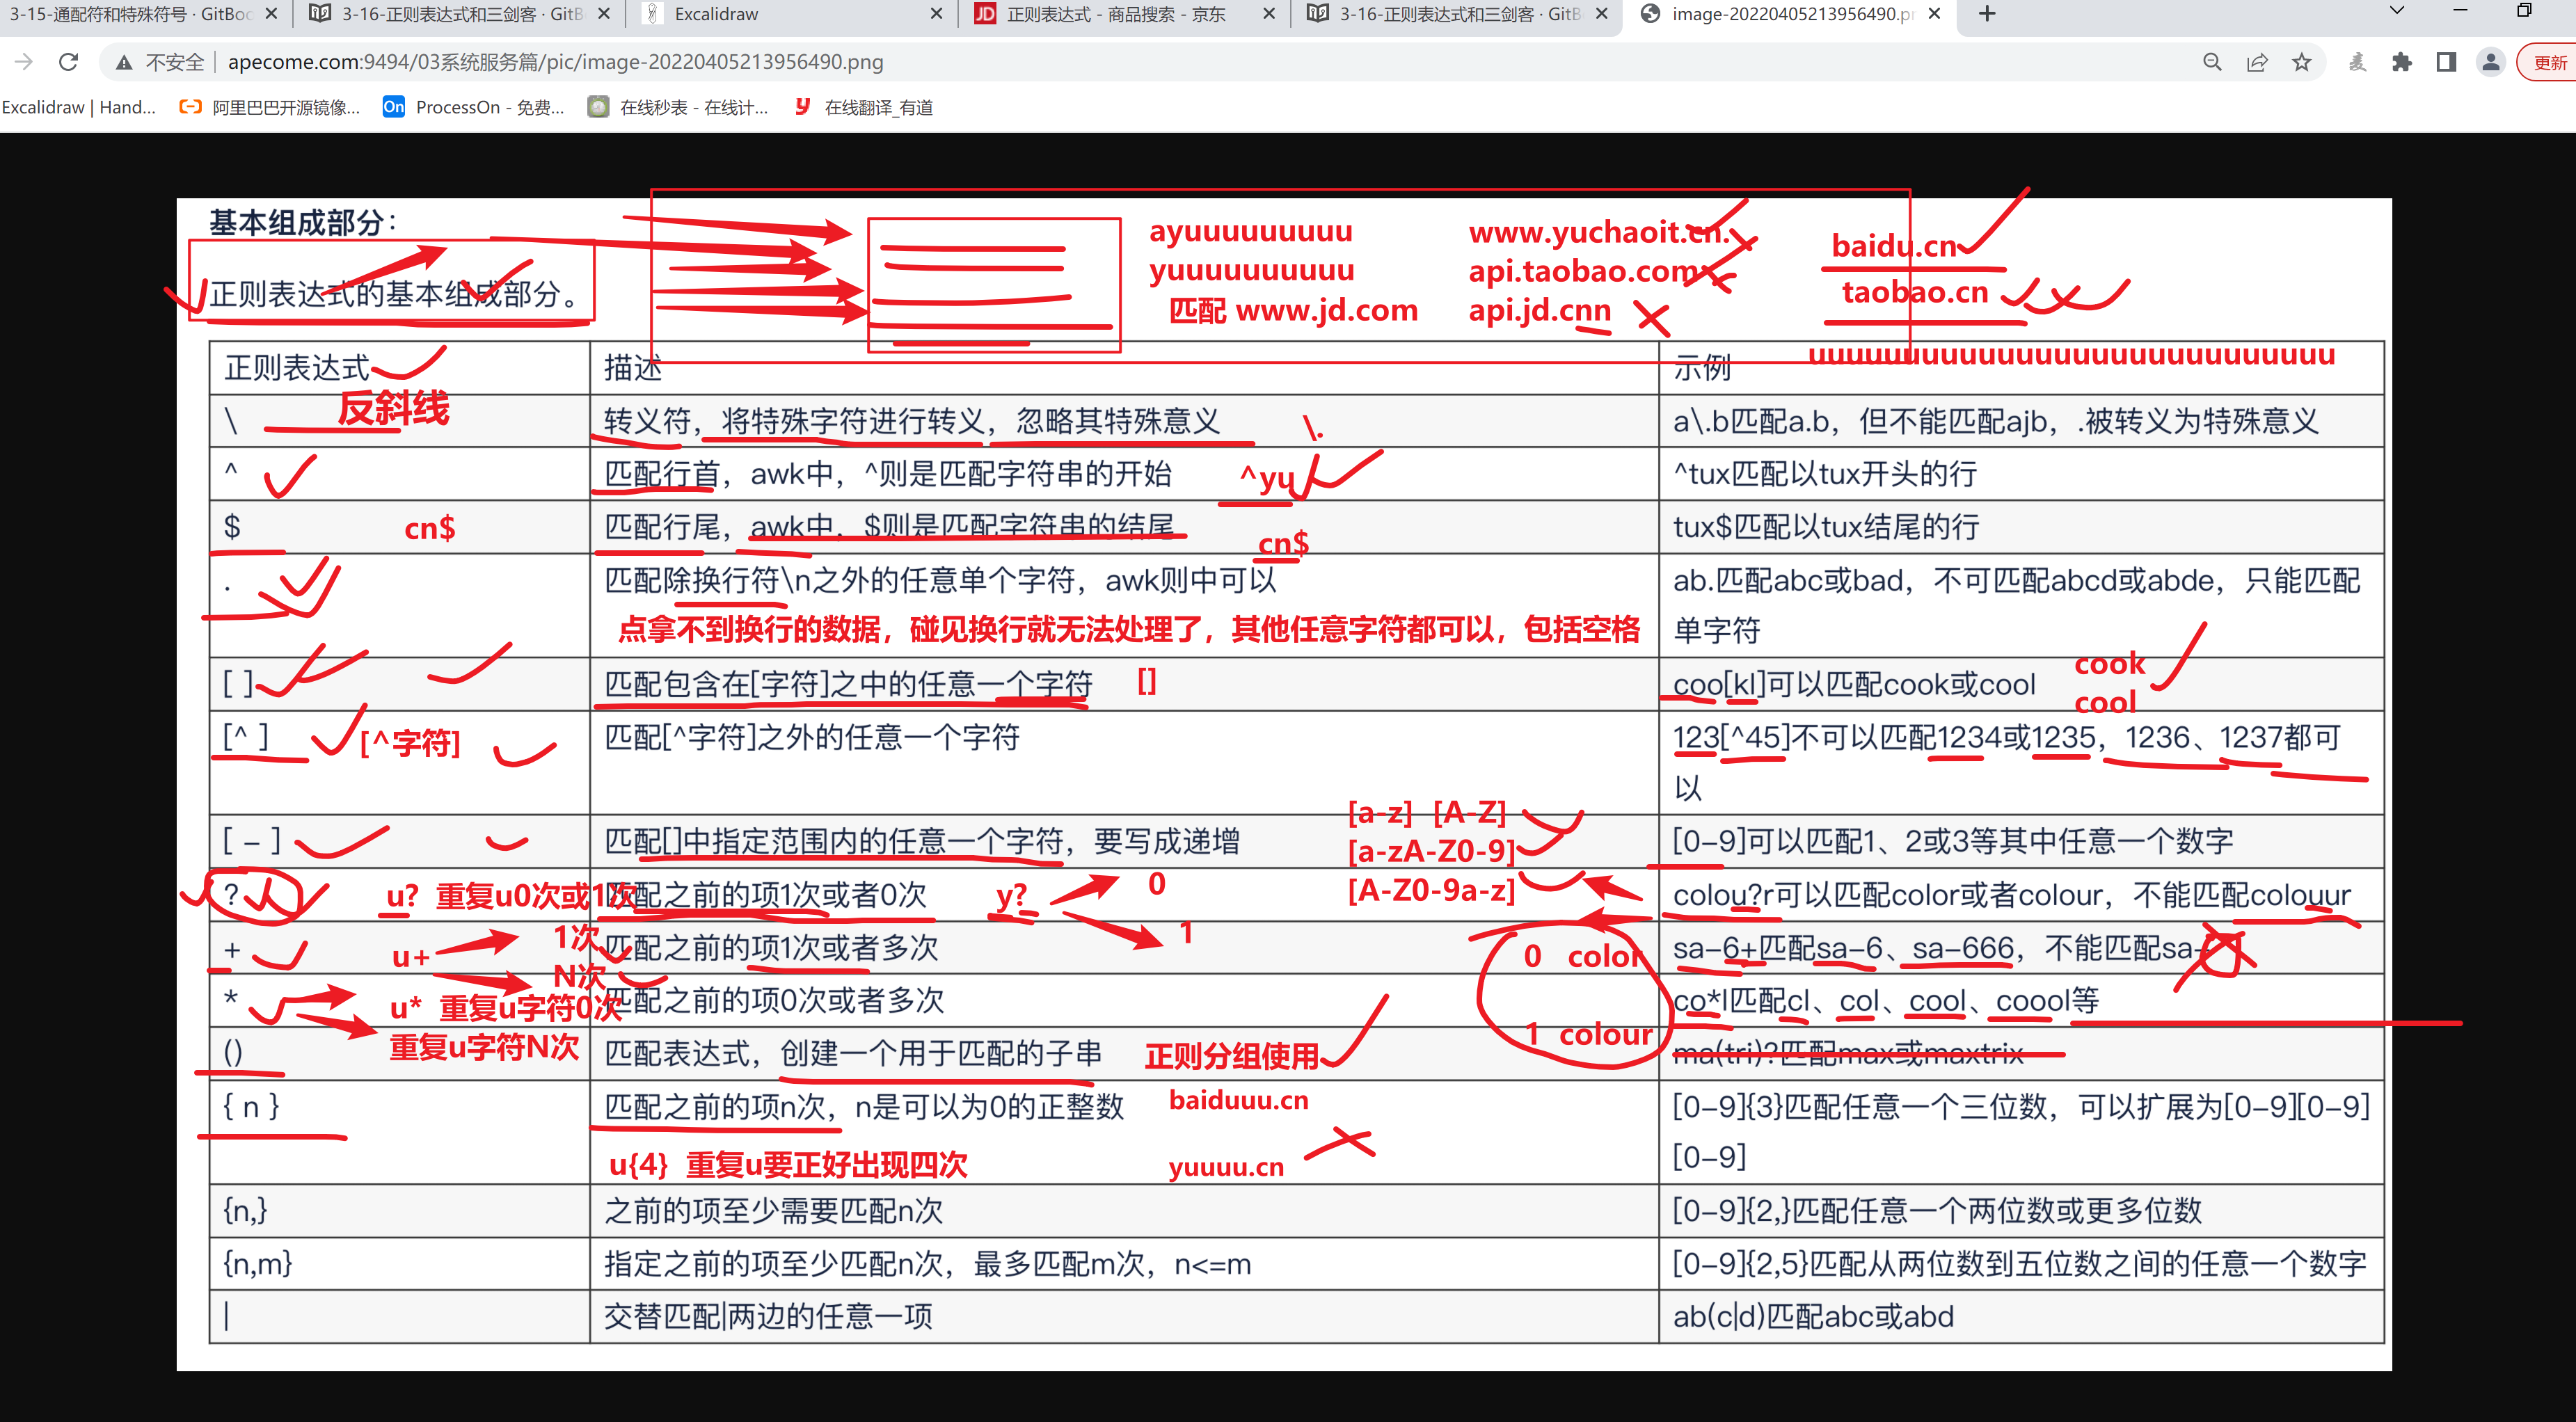 3-15-通配符和特殊符号 · GitBoo
3-16-正则表达式和三剑客 · GitB
Excalidraw
JD 正则表达式 - 商品搜索 - 京东
3-16-正则表达式和三剑客 · GitB
image-20220405213956490.p
不安全 apecome.com:9494/03系统服务篇/pic/image-20220405213956490.png
更新
Excalidraw | Hand...
阿里巴巴开源镜像...
On ProcessOn - 免费...
在线秒表 - 在线计...
y 在线翻译_有道
基本组成部分：
正则表达式的基本组成部分。
ayuuuuuuuuu
yuuuuuuuuuu
匹配 www.jd.com
www.yuchaoit.cn.
api.taobao.com
api.jd.cnn
baidu.cn
taobao.cn
正则表达式 描述 示例
uuuuuuuuuuuuuuuuuuuuuuuuuuuu
\ 反斜线 转义符，将特殊字符进行转义，忽略其特殊意义 \. a\.b匹配a.b，但不能匹配ajb，.被转义为特殊意义
^ 匹配行首，awk中，^则是匹配字符串的开始 ^yu ^tux匹配以tux开头的行
$ cn$ 匹配行尾，awk中，$则是匹配字符串的结尾 cn$ tux$匹配以tux结尾的行
. 匹配除换行符\n之外的任意单个字符，awk则中可以 ab.匹配abc或bad，不可匹配abcd或abde，只能匹配
点拿不到换行的数据，碰见换行就无法处理了，其他任意字符都可以，包括空格 单字符
[ ] 匹配包含在[字符]之中的任意一个字符 [] coo[kl]可以匹配cook或cool
cook
cool
[^ ] [^字符] 匹配[^字符]之外的任意一个字符 123[^45]不可以匹配1234或1235，1236、1237都可
以
[a-z] [A-Z]
[ – ] 匹配[]中指定范围内的任意一个字符，要写成递增 [a-zA-Z0-9] [0–9]可以匹配1、2或3等其中任意一个数字
? u? 重复u0次或1次 匹配之前的项1次或者0次 y? 0 1 [A-Z0-9a-z] colou?r可以匹配color或者colour，不能匹配colouur
+ u+ 1次 N次 匹配之前的项1次或者多次 0 color sa–6+匹配sa–6、sa–666，不能匹配sa–
* u* 重复u字符0次 匹配之前的项0次或者多次 co*l匹配cl、col、cool、coool等
重复u字符N次 1 colour
() 匹配表达式，创建一个用于匹配的子串 正则分组使用 ma(tri)?匹配max或maxtrix
{ n } 匹配之前的项n次，n是可以为0的正整数 baiduuu.cn [0–9]{3}匹配任意一个三位数，可以扩展为[0–9][0–9]
u{4} 重复u要正好出现四次 yuuuu.cn [0–9]
{n,} 之前的项至少需要匹配n次 [0–9]{2,}匹配任意一个两位数或更多位数
{n,m} 指定之前的项至少匹配n次，最多匹配m次，n<=m [0–9]{2,5}匹配从两位数到五位数之间的任意一个数字
| 交替匹配|两边的任意一项 ab(c|d)匹配abc或abd